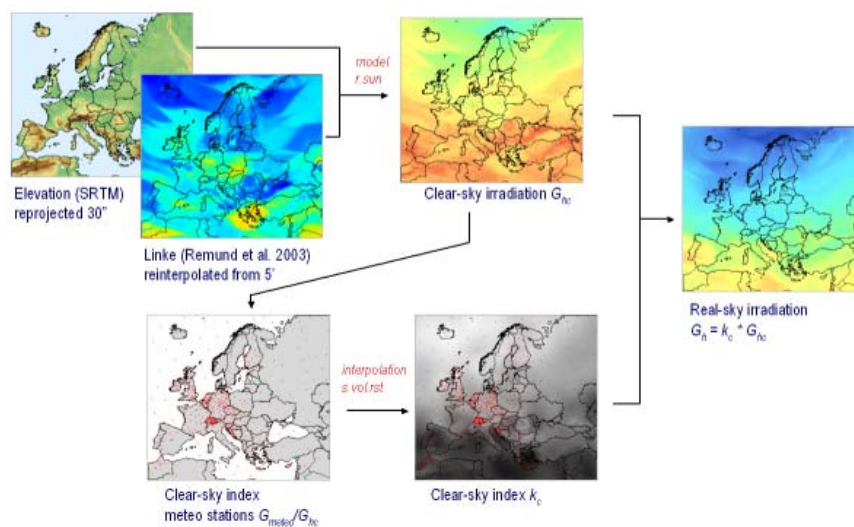 model
r.sun
Elevation (SRTM)
reprojected 30"
Linke (Remund et al. 2003)
reinterpolated from 5'
Clear-sky irradiation G_hc
Real-sky irradiation
G_h = k_c * G_hc
interpolation
s.vol.rst
Clear-sky index
meteo stations G_meteo/G_hc
Clear-sky index k_c